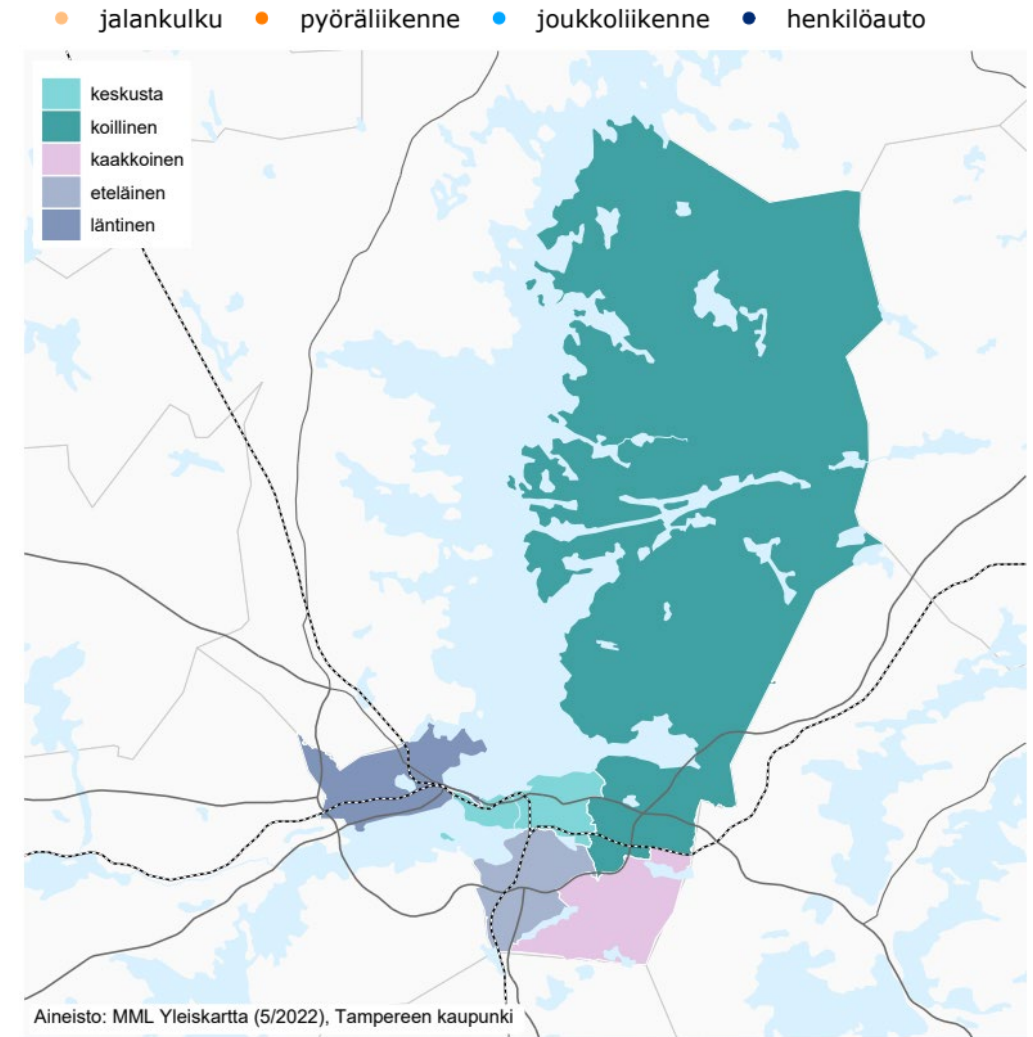 jalankulku pyöräliikenne joukkoliikenne henkilöauto
keskusta
koillinen
kaakkoinen
eteläinen
läntinen
Aineisto: MML Yleiskartta (5/2022), Tampereen kaupunki